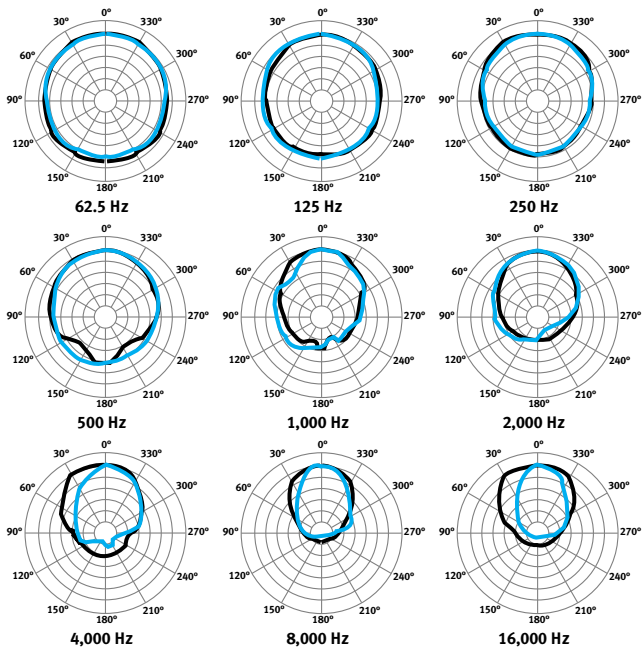 0° 0° 0°
30° 330° 30° 330° 30° 330°
60° 300° 60° 300° 60° 300°
90° 270° 90° 270° 90° 270°
120° 240° 120° 240° 120° 240°
150° 210° 150° 210° 150° 210°
180° 180° 180°
62.5 Hz 125 Hz 250 Hz
0° 0° 0°
30° 330° 30° 330° 30° 330°
60° 300° 60° 300° 60° 300°
90° 270° 90° 270° 90° 270°
120° 240° 120° 240° 120° 240°
150° 210° 150° 210° 150° 210°
180° 180° 180°
500 Hz 1,000 Hz 2,000 Hz
0° 0° 0°
30° 330° 30° 330° 30° 330°
60° 300° 60° 300° 60° 300°
90° 270° 90° 270° 90° 270°
120° 240° 120° 240° 120° 240°
150° 210° 150° 210° 150° 210°
180° 180° 180°
4,000 Hz 8,000 Hz 16,000 Hz